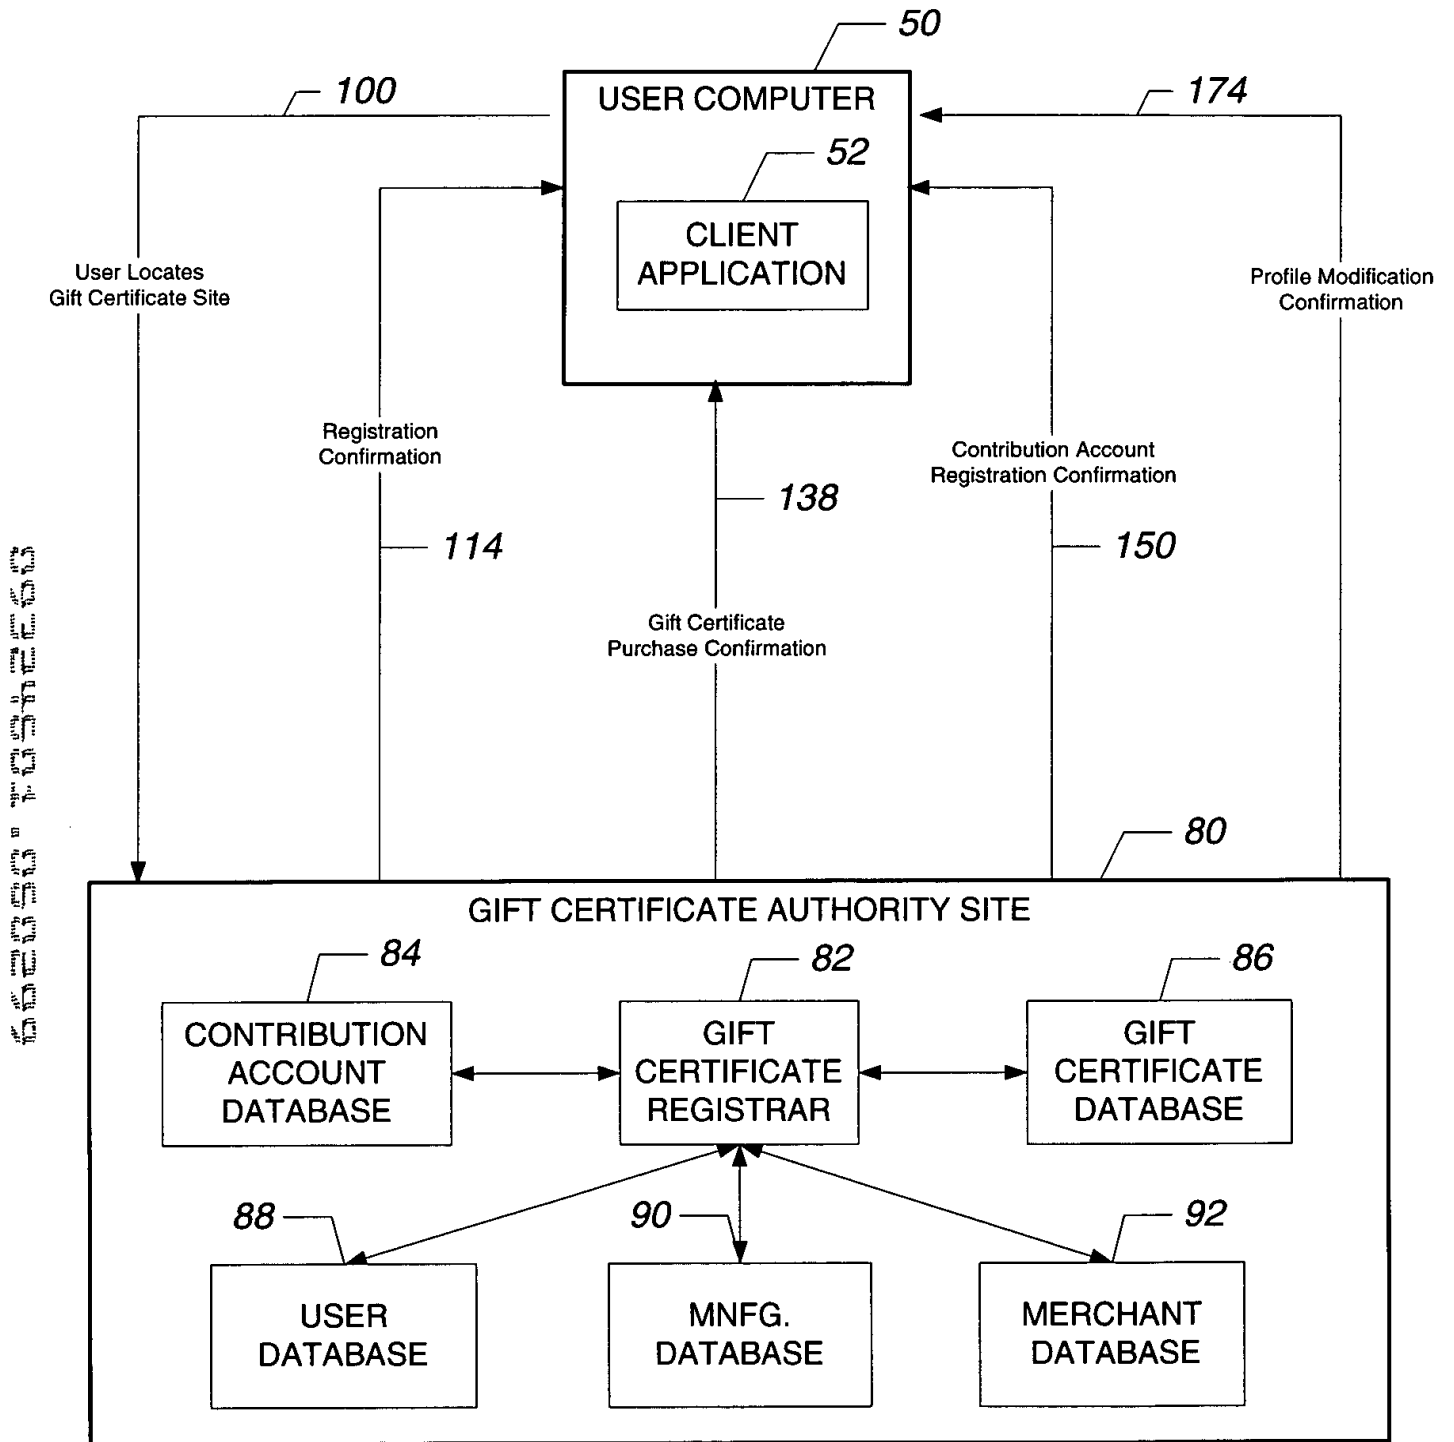 50
100
USER COMPUTER
174
52
CLIENT
APPLICATION
User Locates
Gift Certificate Site
Profile Modification
Confirmation
Registration
Confirmation
Contribution Account
Registration Confirmation
138
114
150
Gift Certificate
Purchase Confirmation
80
GIFT CERTIFICATE AUTHORITY SITE
84
82
86
CONTRIBUTION
ACCOUNT
DATABASE
GIFT
CERTIFICATE
REGISTRAR
GIFT
CERTIFICATE
DATABASE
88
90
92
USER
DATABASE
MNFG.
DATABASE
MERCHANT
DATABASE